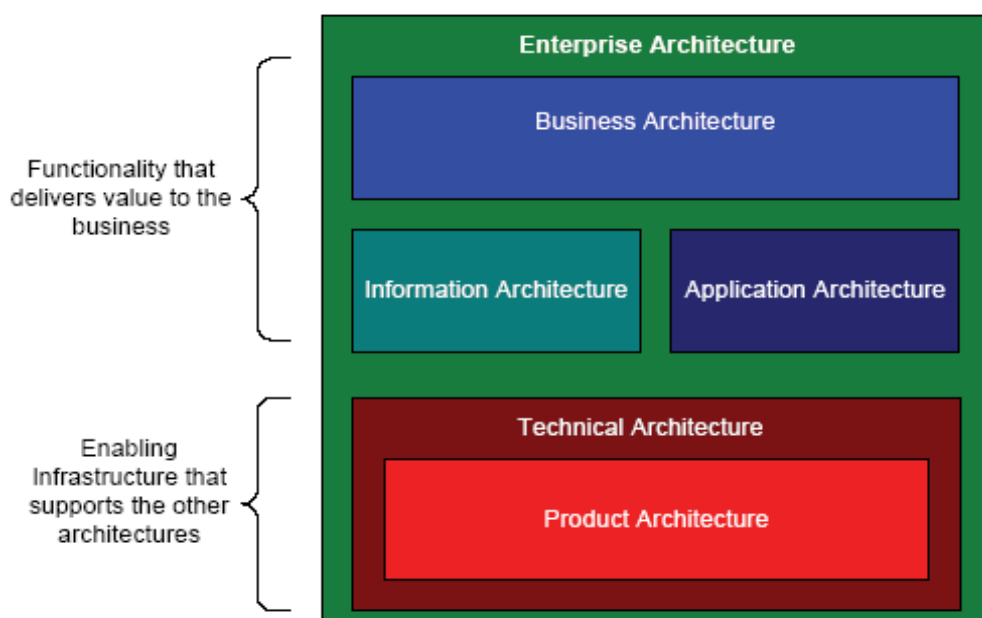 Enterprise Architecture
Business Architecture
Functionality that
delivers value to the
business
Information Architecture
Application Architecture
Technical Architecture
Enabling
Infrastructure that
supports the other
architectures
Product Architecture